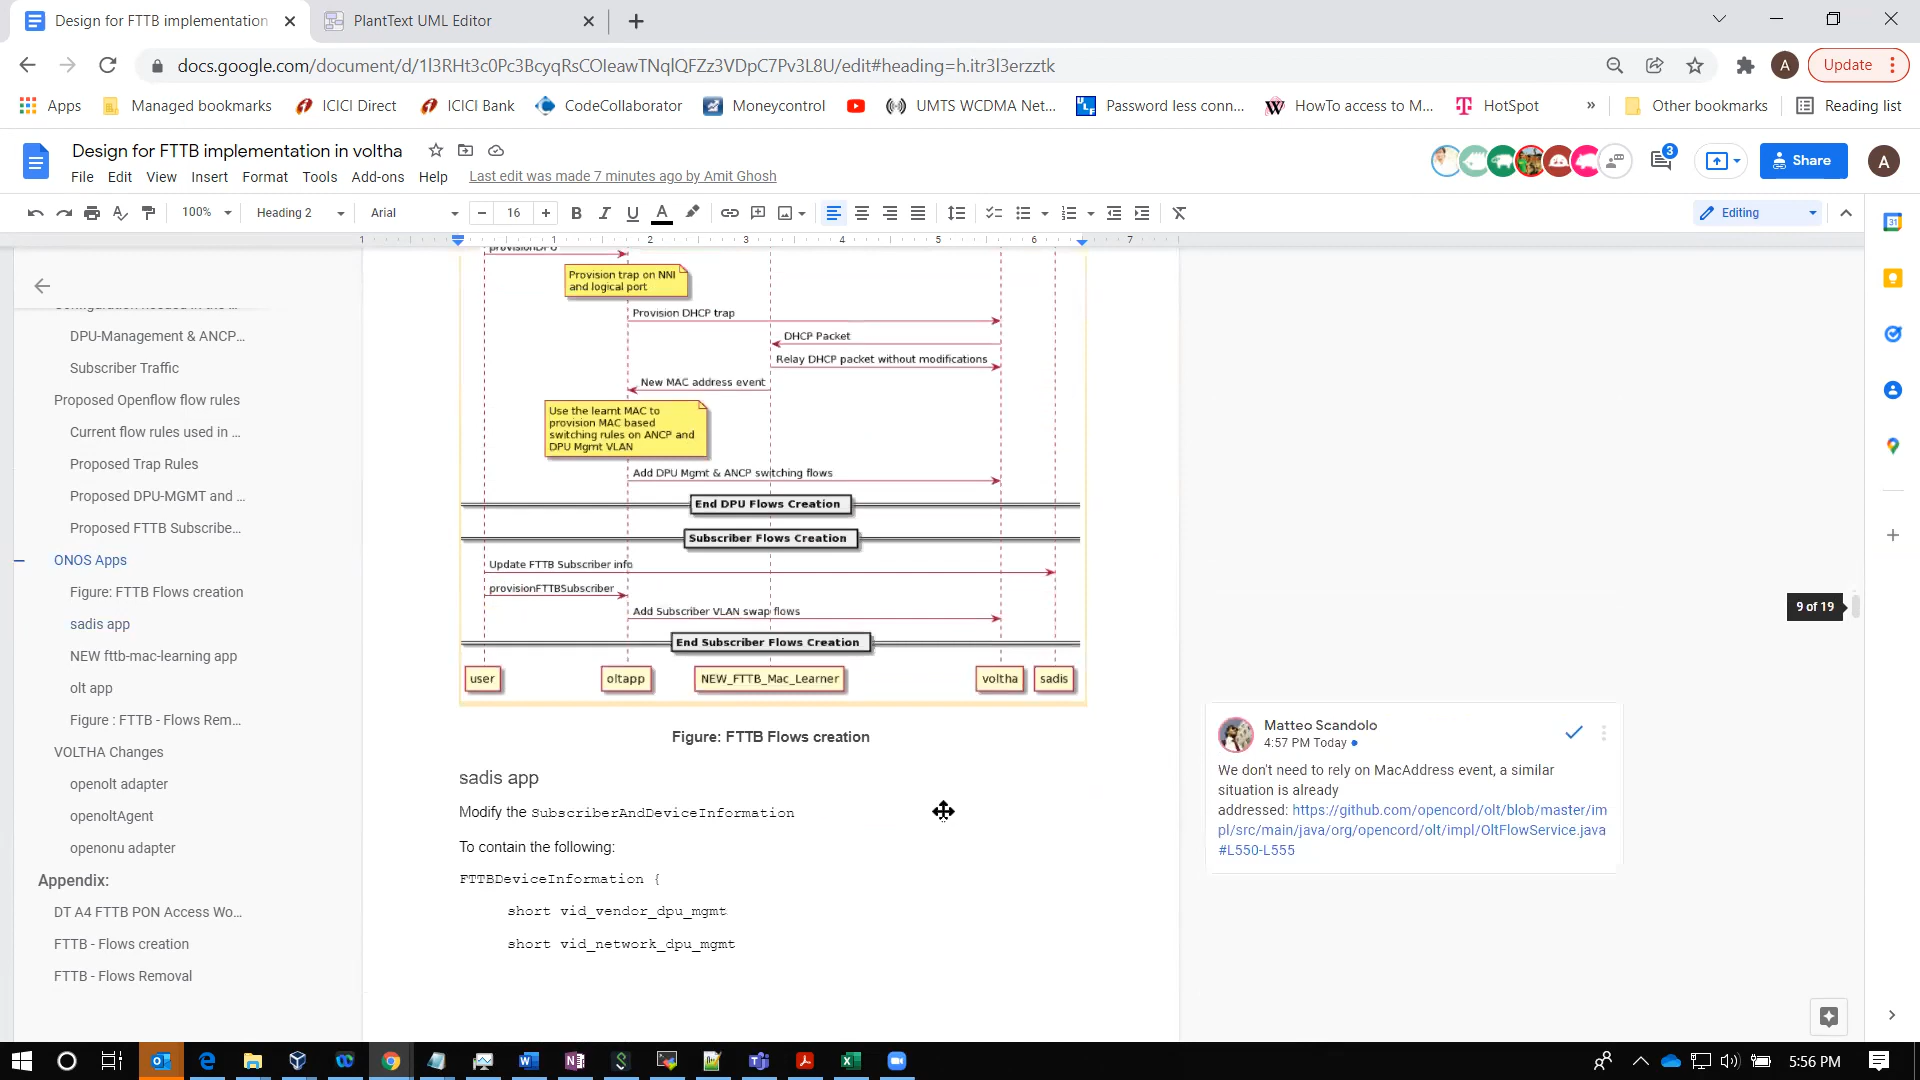 Design for FTTB implementation
PlantText UML Editor
docs.google.com/document/d/1l3RHt3c0Pc3BcyqRsCOIeawTNqlQFZz3VDpC7Pv3L8U/edit#heading=h.itr3l3erzztk
A
Update
Apps
Managed bookmarks
ICICI Direct
ICICI Bank
CodeCollaborator
Moneycontrol
UMTS WCDMA Net...
Password less conn...
HowTo access to M...
HotSpot
»
Other bookmarks
Reading list
Design for FTTB implementation in voltha
File
Edit
View
Insert
Format
Tools
Add-ons
Help
Last edit was made 7 minutes ago by Amit Ghosh
3
Share
A
100%
Heading 2
Arial
16
B
I
U
A
Editing
31
1
1
2
3
4
5
6
7
DPU-Management & ANCP...
Subscriber Traffic
Proposed Openflow flow rules
Current flow rules used in ...
Proposed Trap Rules
Proposed DPU-MGMT and ...
Proposed FTTB Subscribe...
ONOS Apps
Figure: FTTB Flows creation
sadis app
NEW fttb-mac-learning app
olt app
Figure : FTTB - Flows Rem...
VOLTHA Changes
openolt adapter
openoltAgent
openonu adapter
Appendix:
DT A4 FTTB PON Access Wo...
FTTB - Flows creation
FTTB - Flows Removal
provisionDPU
Provision trap on NNI
and logical port
Provision DHCP trap
DHCP Packet
Relay DHCP packet without modifications
New MAC address event
Use the learnt MAC to
provision MAC based
switching rules on ANCP and
DPU Mgmt VLAN
Add DPU Mgmt & ANCP switching flows
End DPU Flows Creation
Subscriber Flows Creation
Update FTTB Subscriber info
provisionFTTBSubscriber
Add Subscriber VLAN swap flows
End Subscriber Flows Creation
user
oltapp
NEW_FTTB_Mac_Learner
voltha
sadis
Figure: FTTB Flows creation
sadis app
Modify the SubscriberAndDeviceInformation
To contain the following:
FTTBDeviceInformation {
short vid_vendor_dpu_mgmt
short vid_network_dpu_mgmt
9 of 19
Matteo Scandolo
4:57 PM Today
We don't need to rely on MacAddress event, a similar
situation is already
addressed: https://github.com/opencord/olt/blob/master/im
pl/src/main/java/org/opencord/olt/impl/OltFlowService.java
#L550-L555
5:56 PM